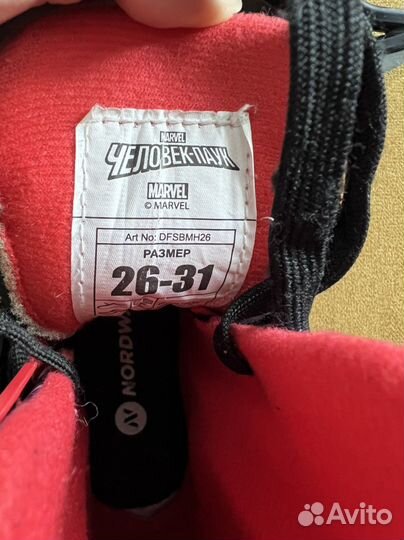 MARVEL
ЧЕЛОВЕК-ПАУК
MARVEL
© MARVEL
Art No: DFSBMH26
РАЗМЕР
26-31
NORDW
Avito